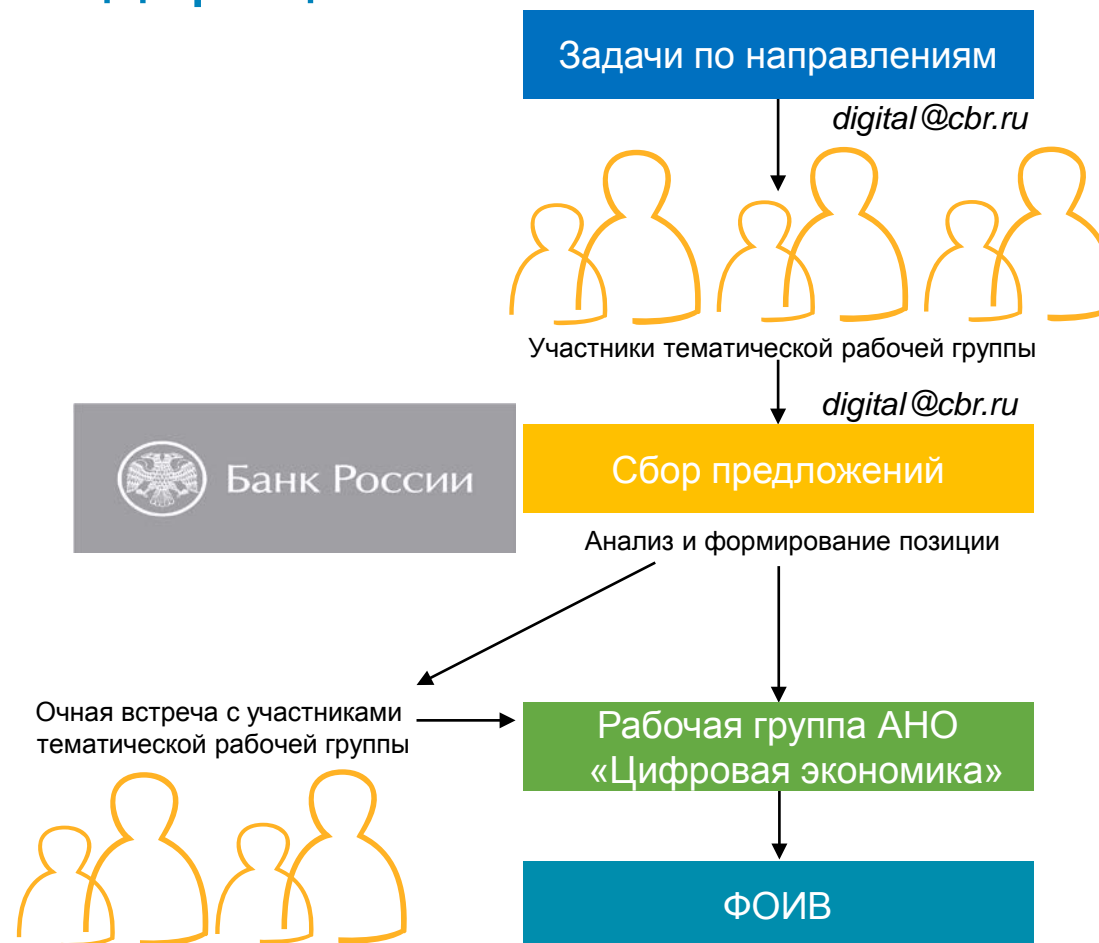 Задачи по направлениям
digital@cbr.ru
Участники тематической рабочей группы
digital@cbr.ru
Банк России
Сбор предложений
Анализ и формирование позиции
Очная встреча с участниками
тематической рабочей группы
Рабочая группа АНО
«Цифровая экономика»
ФОИВ